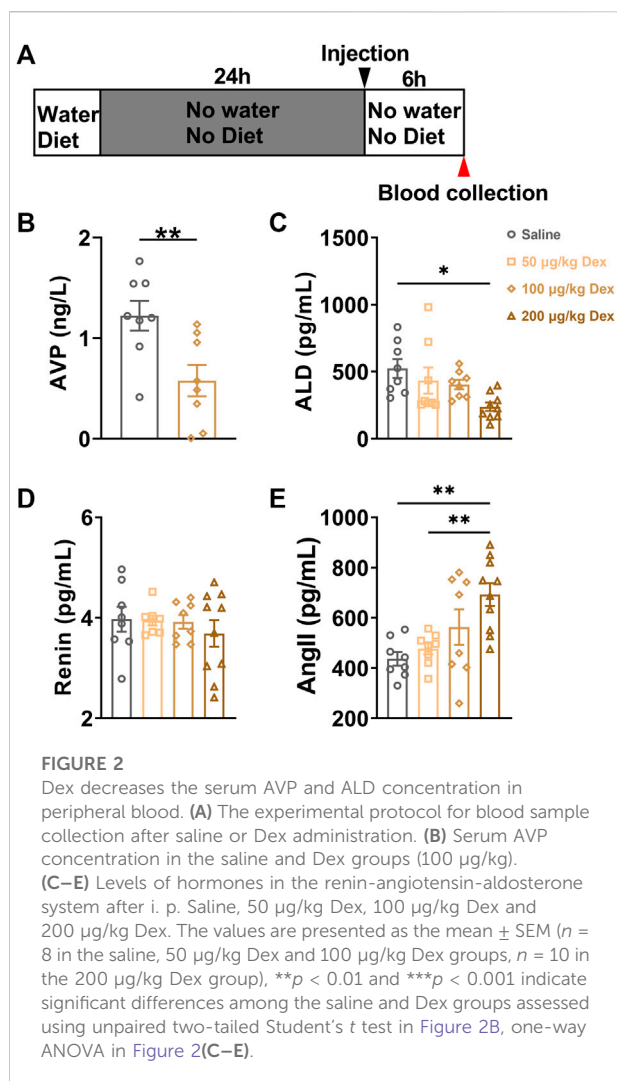 A
Injection
24h
6h
Water
Diet
No water
No Diet
No water
No Diet
Blood collection
B
AVP (ng/L)
2
1
0
**
C
ALD (pg/mL)
1500
1000
500
0
*
Saline
50 µg/kg Dex
100 µg/kg Dex
200 µg/kg Dex
D
Renin (pg/mL)
6
4
2
E
AngII (pg/mL)
1000
800
600
400
200
**
**
FIGURE 2
Dex decreases the serum AVP and ALD concentration in
peripheral blood. (A) The experimental protocol for blood sample
collection after saline or Dex administration. (B) Serum AVP
concentration in the saline and Dex groups (100 µg/kg).
(C–E) Levels of hormones in the renin-angiotensin-aldosterone
system after i. p. Saline, 50 µg/kg Dex, 100 µg/kg Dex and
200 µg/kg Dex. The values are presented as the mean ± SEM (n =
8 in the saline, 50 µg/kg Dex and 100 µg/kg Dex groups, n = 10 in
the 200 µg/kg Dex group), **p < 0.01 and ***p < 0.001 indicate
significant differences among the saline and Dex groups assessed
using unpaired two-tailed Student's t test in Figure 2B, one-way
ANOVA in Figure 2(C–E).